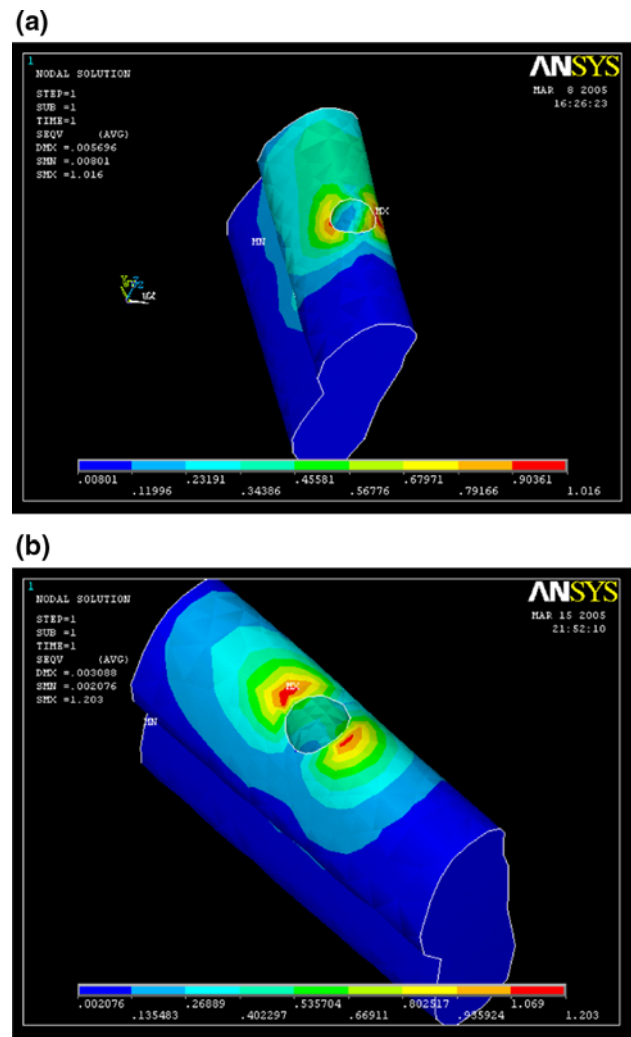 (a)
1
NODAL SOLUTION
STEP=1
SUB =1
TIME=1
SEQV (AVG)
DMX =.005696
SMN =.00801
SMX =1.016
ANSYS
MAR 8 2005
16:26:23
MX
MN
.00801 .23191 .45581 .67971 .90361
.11996 .34386 .56776 .79166 1.016
(b)
1
NODAL SOLUTION
STEP=1
SUB =1
TIME=1
SEQV (AVG)
DMX =.003088
SMN =.002076
SMX =1.203
ANSYS
MAR 15 2005
21:52:10
MX
MN
.002076 .26889 .535704 .802517 1.069
.135483 .402297 .66911 .935924 1.203